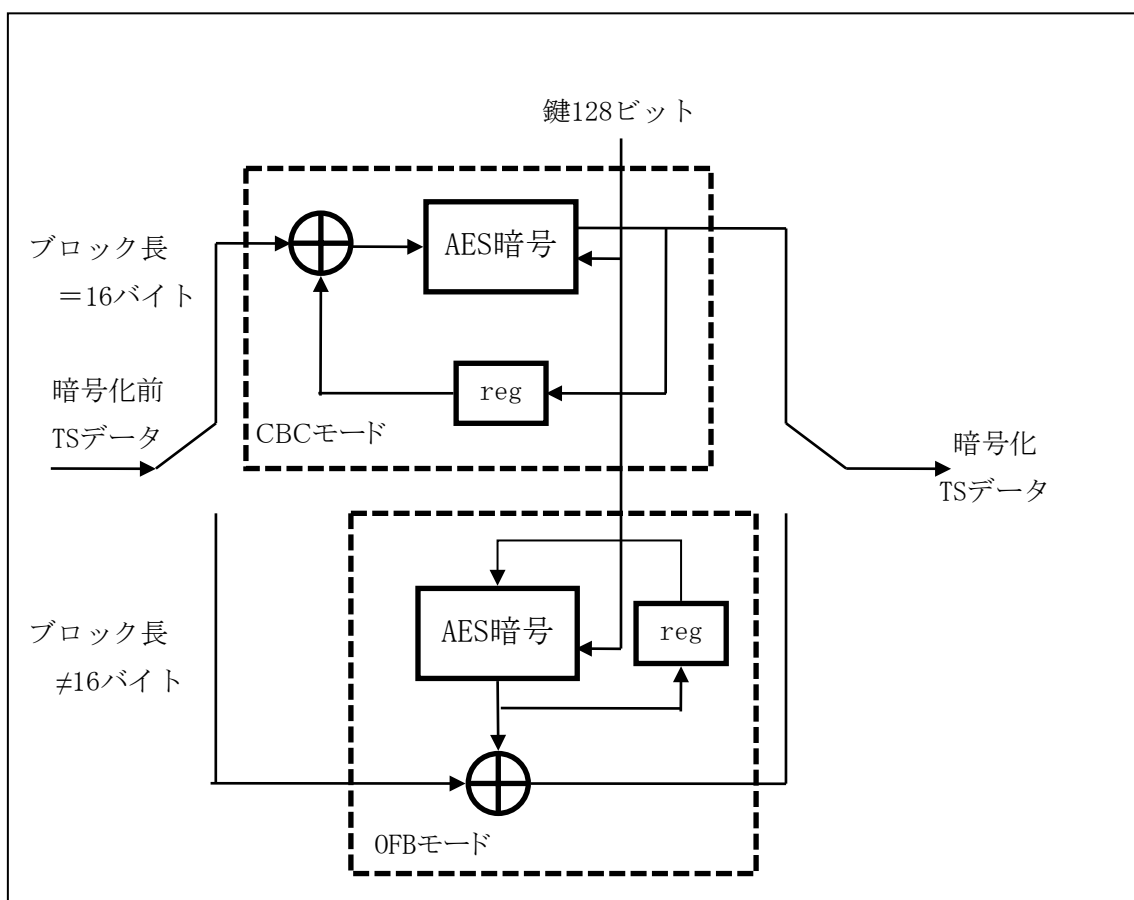 鍵128ビット
ブロック長
＝16バイト
AES暗号
reg
CBCモード
暗号化前
TSデータ
暗号化
TSデータ
ブロック長
≠16バイト
AES暗号
reg
OFBモード